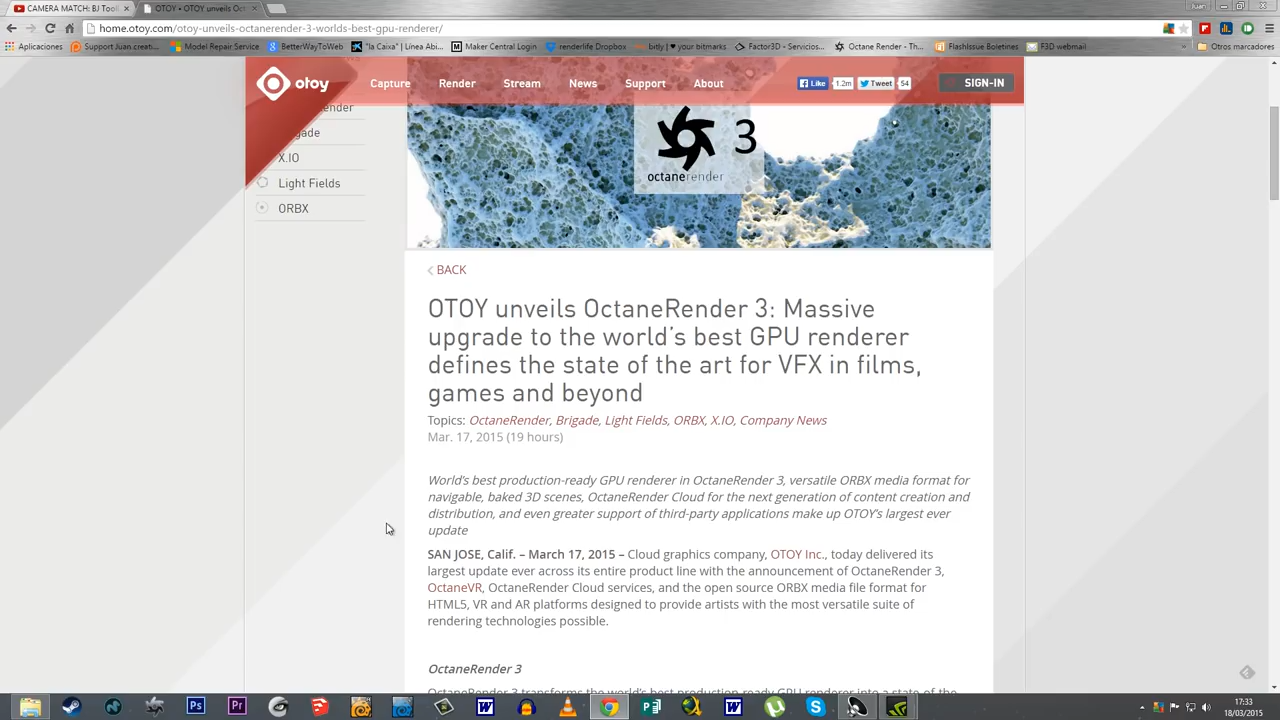 CAMERA MATCH: BJ Tool
OTOY • OTOY unveils Oct
Juan
home.otoy.com/otoy-unveils-octanerender-3-worlds-best-gpu-renderer/
Aplicaciones
Support Juan creati...
Model Repair Service
BetterWayToWeb
"la Caixa" (Línea Abi...
Maker Central Login
renderlife Dropbox
bitly | ♥ your bitmarks
Factor3D - Servicios...
Octane Render - Th...
FlashIssue Boletines
F3D webmail
Otros marcadores
otoy
Capture
Render
Stream
News
Support
About
Like
1.2m
Tweet
54
SIGN-IN
X.IO
Light Fields
ORBX
3
octanerender
BACK
OTOY unveils OctaneRender 3: Massive
upgrade to the world's best GPU renderer
defines the state of the art for VFX in films,
games and beyond
Topics: OctaneRender, Brigade, Light Fields, ORBX, X.IO, Company News
Mar. 17, 2015 (19 hours)
World's best production-ready GPU renderer in OctaneRender 3, versatile ORBX media format for
navigable, baked 3D scenes, OctaneRender Cloud for the next generation of content creation and
distribution, and even greater support of third-party applications make up OTOY's largest ever
update
SAN JOSE, Calif. – March 17, 2015 – Cloud graphics company, OTOY Inc., today delivered its
largest update ever across its entire product line with the announcement of OctaneRender 3,
OctaneVR, OctaneRender Cloud services, and the open source ORBX media file format for
HTML5, VR and AR platforms designed to provide artists with the most versatile suite of
rendering technologies possible.
OctaneRender 3
OctaneRender 3 transforms the world's best production-ready GPU renderer into a state-of-the-
17:33
18/03/2015